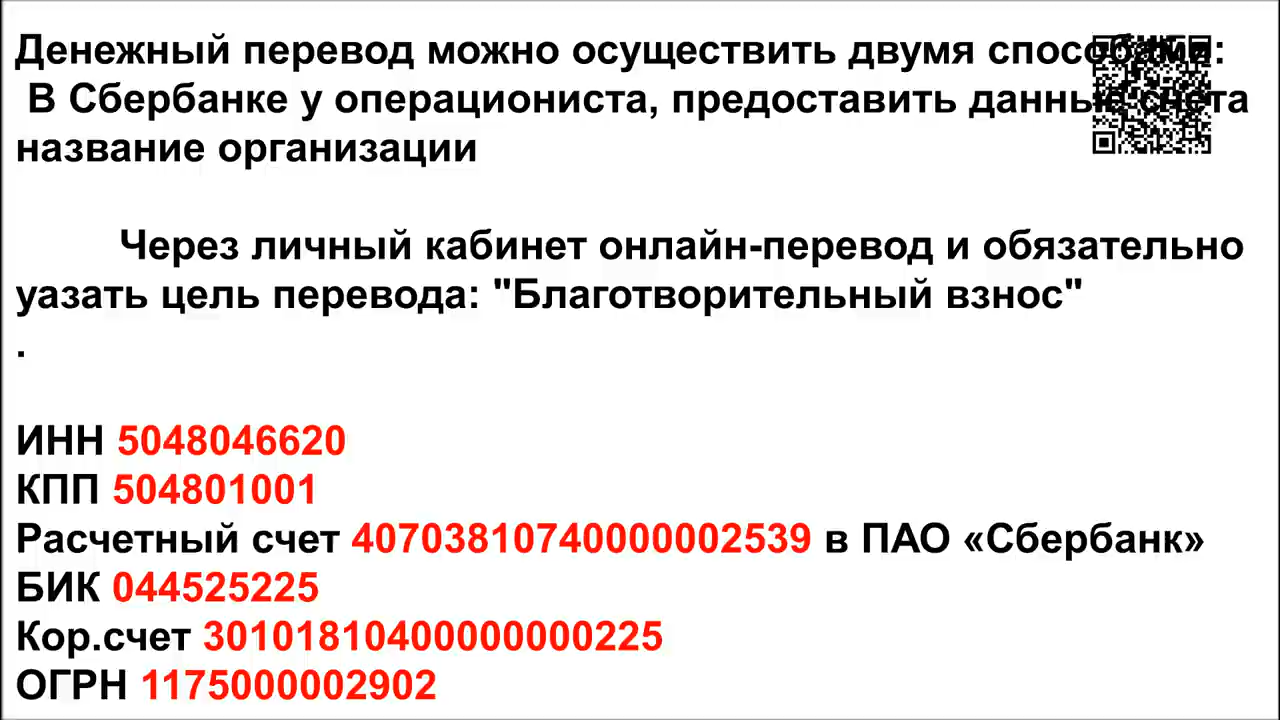 Денежный перевод можно осуществить двумя способами:
В Сбербанке у операциониста, предоставить данные счета
название организации
Через личный кабинет онлайн-перевод и обязательно
уазать цель перевода: "Благотворительный взнос"
.
ИНН 5048046620
КПП 504801001
Расчетный счет 40703810740000002539 в ПАО «Сбербанк»
БИК 044525225
Кор.счет 30101810400000000225
ОГРН 1175000002902